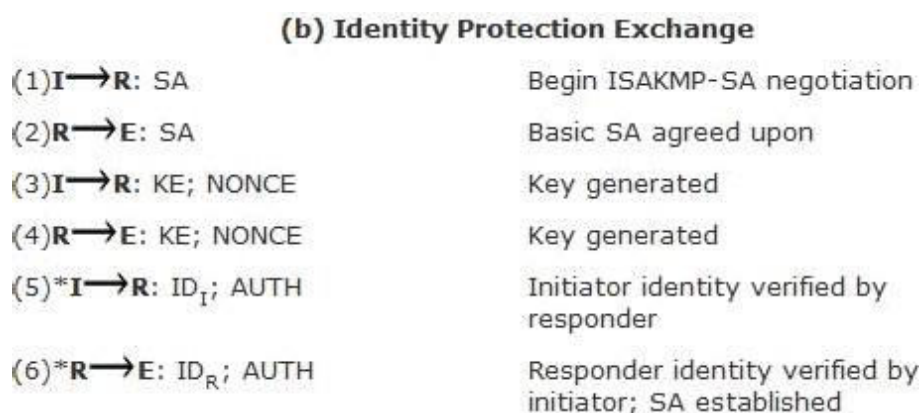 (b) Identity Protection Exchange
(1)I→R: SA Begin ISAKMP-SA negotiation
(2)R→E: SA Basic SA agreed upon
(3)I→R: KE; NONCE Key generated
(4)R→E: KE; NONCE Key generated
(5)*I→R: ID_I; AUTH Initiator identity verified by
responder
(6)*R→E: ID_R; AUTH Responder identity verified by
initiator; SA established